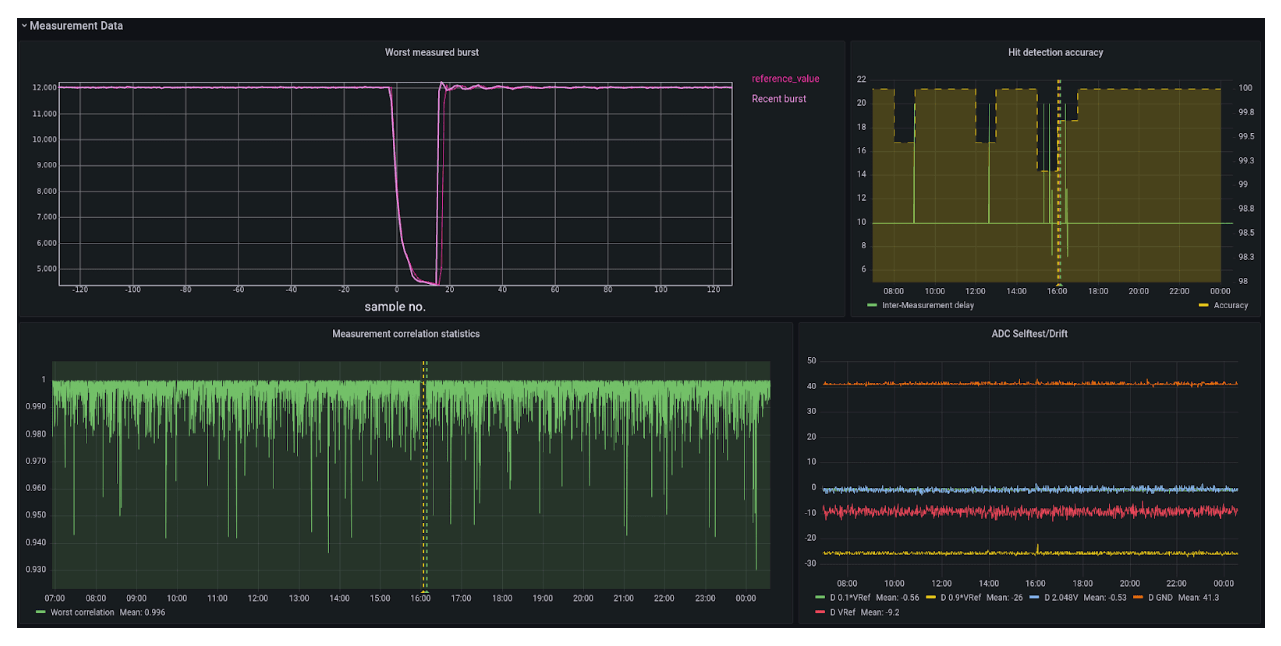 Measurement Data
Worst measured burst
12,000
11,000
10,000
9,000
8,000
7,000
6,000
5,000
-120 -100 -80 -60 -40 -20 0 20 40 60 80 100 120
sample no.
reference_value
Recent burst
Hit detection accuracy
22
20
18
16
14
12
10
8
6
100
99.8
99.5
99.3
99
98.8
98.5
98.3
98
08:00 10:00 12:00 14:00 16:00 18:00 20:00 22:00 00:00
Inter-Measurement delay Accuracy
Measurement correlation statistics
1
0.990
0.980
0.970
0.960
0.950
0.940
0.930
07:00 08:00 09:00 10:00 11:00 12:00 13:00 14:00 15:00 16:00 17:00 18:00 19:00 20:00 21:00 22:00 23:00 00:00
Worst correlation Mean: 0.996
ADC Selftest/Drift
50
40
30
20
10
0
-10
-20
-30
08:00 10:00 12:00 14:00 16:00 18:00 20:00 22:00 00:00
D 0.1*VRef Mean: -0.56 D 0.9*VRef Mean: -26 D 2.048V Mean: -0.53 D GND Mean: 41.3
D VRef Mean: -9.2